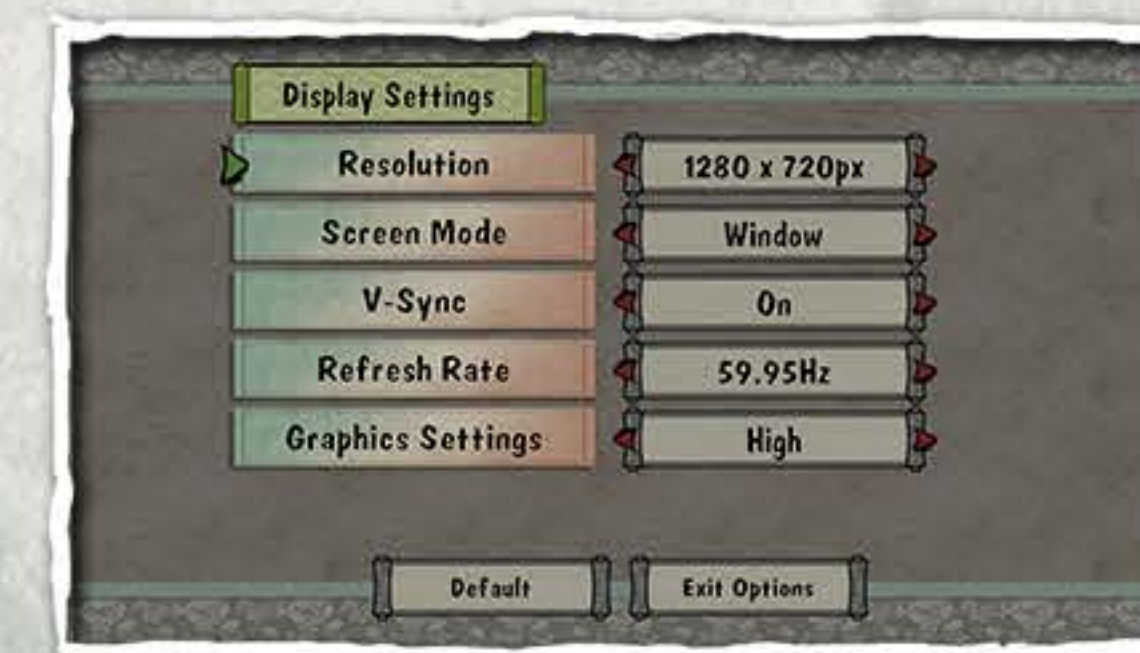 Display Settings
Resolution 1280 x 720px
Screen Mode Window
V-Sync On
Refresh Rate 59.95Hz
Graphics Settings High
Default Exit Options